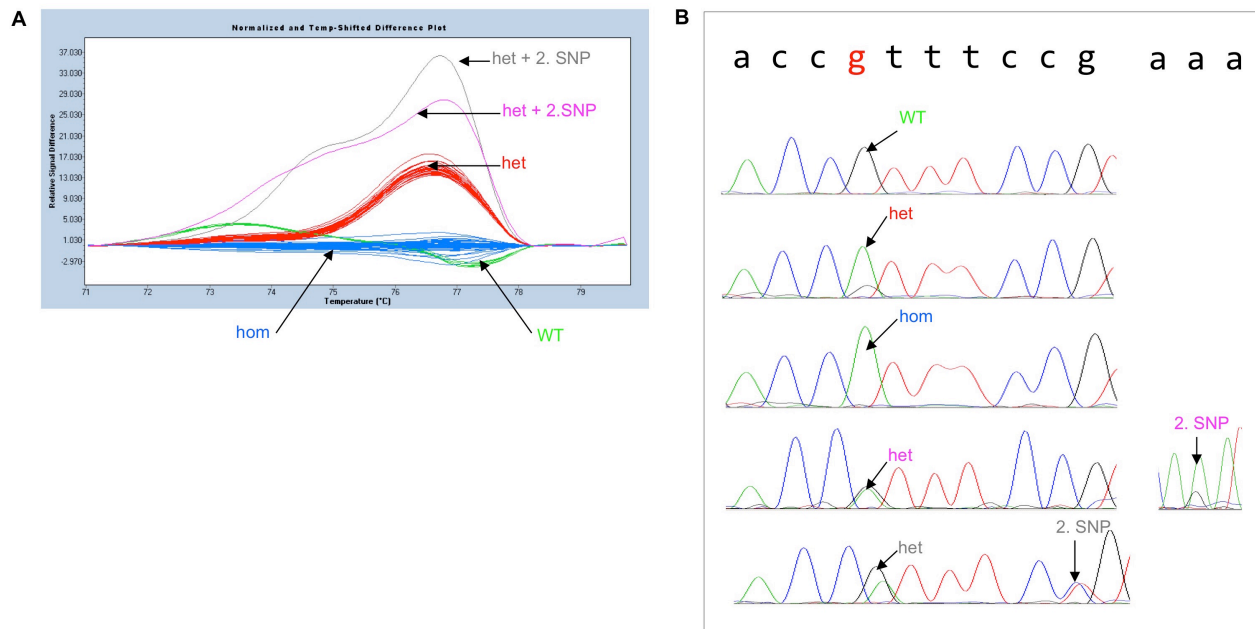 A
Normalized and Temp-Shifted Difference Plot
37.030
33.030
29.030
25.030
21.030
17.030
13.030
9.030
5.030
1.030
-2.970
Relative Signal Difference
71 72 73 74 75 76 77 78 79
Temperature (°C)
het + 2. SNP
het + 2.SNP
het
hom
WT
B
a c c g t t t c c g a a a
WT
het
hom
het
2. SNP
het
2. SNP